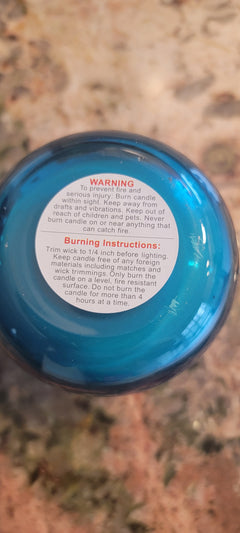 WARNING
To prevent fire and
serious injury: Burn candle
within sight. Keep away from
drafts and vibrations. Keep out of
reach of children and pets. Never
burn candle on or near anything that
can catch fire.
Burning Instructions:
Trim wick to 1/4 inch before lighting.
Keep candle free of any foreign
materials including matches and
wick trimmings. Only burn the
candle on a level, fire resistant
surface. Do not burn the
candle for more than 4
hours at a time.